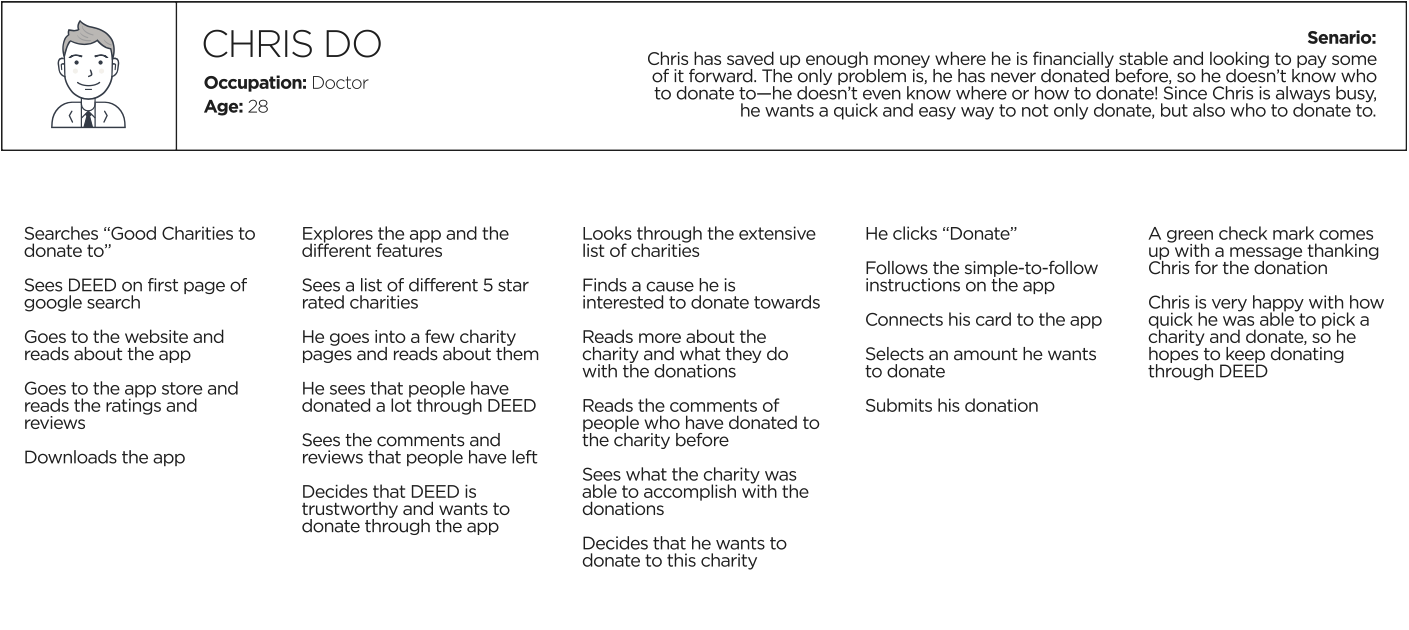 CHRIS DO
Occupation: Doctor
Age: 28
Senario:
Chris has saved up enough money where he is financially stable and looking to pay some
of it forward. The only problem is, he has never donated before, so he doesn’t know who
to donate to—he doesn’t even know where or how to donate! Since Chris is always busy,
he wants a quick and easy way to not only donate, but also who to donate to.
Searches “Good Charities to
donate to”
Sees DEED on first page of
google search
Goes to the website and
reads about the app
Goes to the app store and
reads the ratings and
reviews
Downloads the app
Explores the app and the
different features
Sees a list of different 5 star
rated charities
He goes into a few charity
pages and reads about them
He sees that people have
donated a lot through DEED
Sees the comments and
reviews that people have left
Decides that DEED is
trustworthy and wants to
donate through the app
Looks through the extensive
list of charities
Finds a cause he is
interested to donate towards
Reads more about the
charity and what they do
with the donations
Reads the comments of
people who have donated to
the charity before
Sees what the charity was
able to accomplish with the
donations
Decides that he wants to
donate to this charity
He clicks “Donate”
Follows the simple-to-follow
instructions on the app
Connects his card to the app
Selects an amount he wants
to donate
Submits his donation
A green check mark comes
up with a message thanking
Chris for the donation
Chris is very happy with how
quick he was able to pick a
charity and donate, so he
hopes to keep donating
through DEED